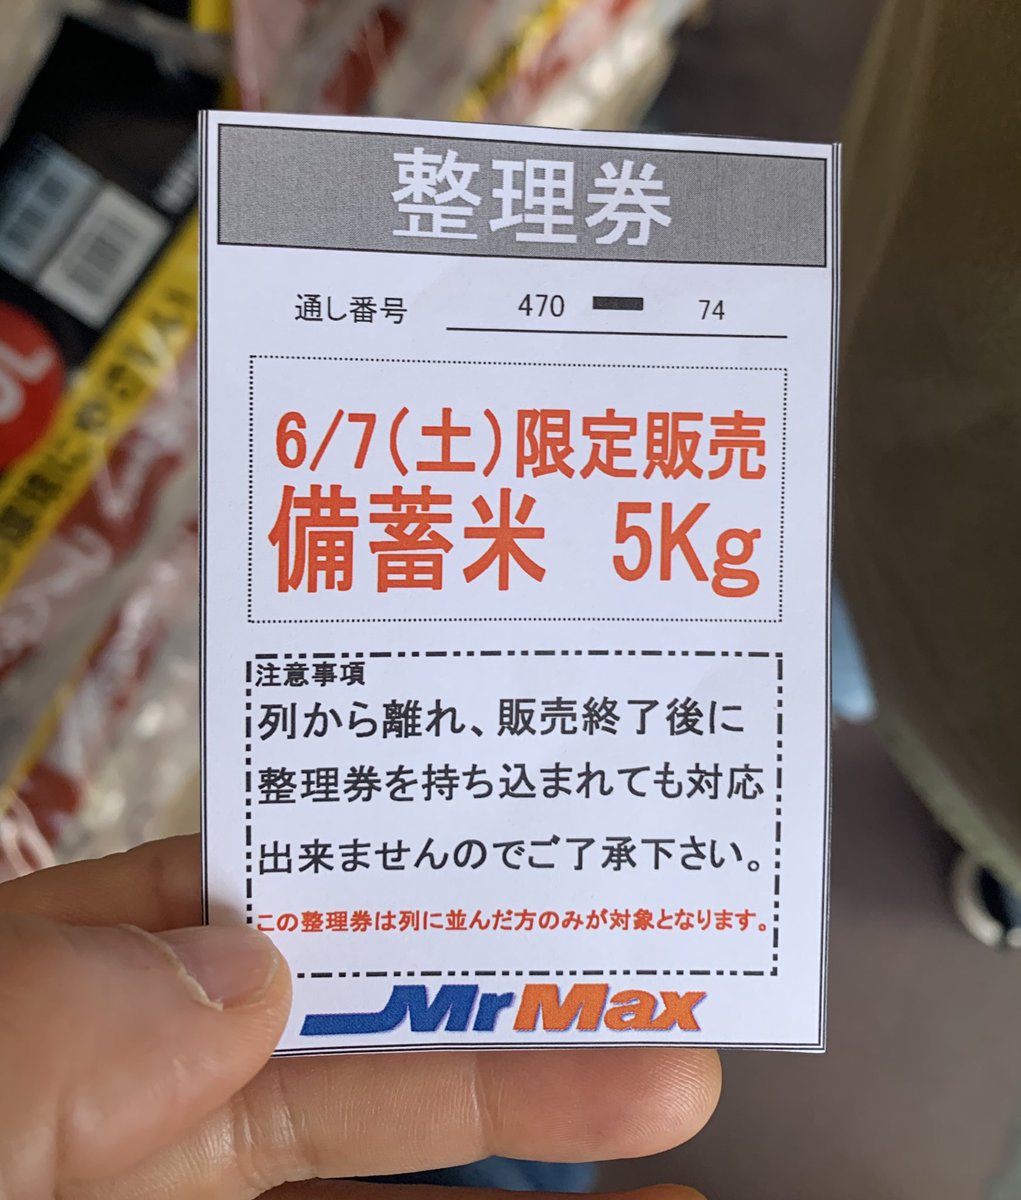 整理券
通し番号 470 ー 74
6/7(土)限定販売
備蓄米 5Kg
注意事項
列から離れ、販売終了後に
整理券を持ち込まれても対応
出来ませんのでご了承下さい。
この整理券は列に並んだ方のみが対象となります。
MrMax